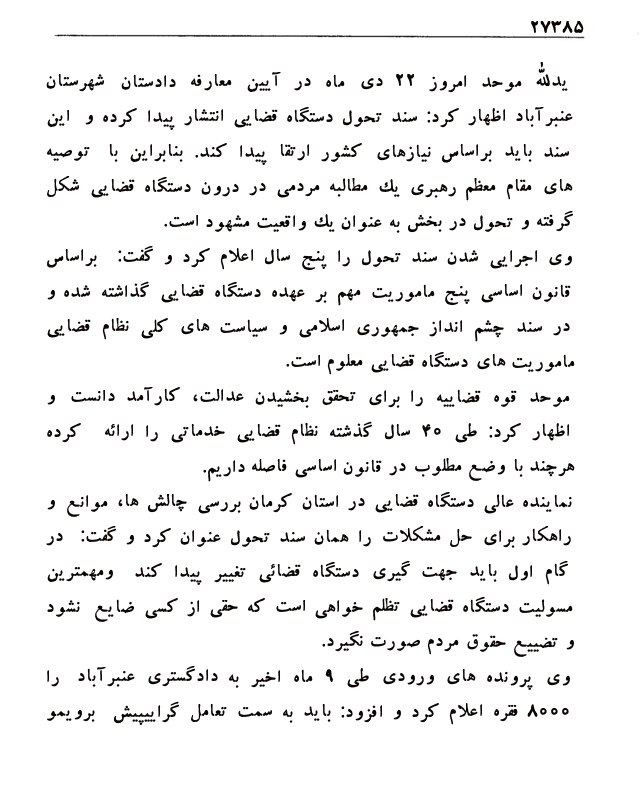 ۲۷۳۸۵
یدالله موحد امروز ۲۲ دی ماه در آیین معارفه دادستان شهرستان
عنبرآباد اظهار کرد: سند تحول دستگاه قضایی انتشار پیدا کرده و این
سند باید براساس نیازهای کشور ارتقا پیدا کند. بنابراین با توصیه
های مقام معظم رهبری یك مطالبه مردمی در درون دستگاه قضایی شکل
گرفته و تحول در بخش به عنوان یك واقعیت مشهود است.
وی اجرایی شدن سند تحول را پنج سال اعلام کرد و گفت: براساس
قانون اساسی پنج ماموریت مهم بر عهده دستگاه قضایی گذاشته شده و
در سند چشم انداز جمهوری اسلامی و سیاست های کلی نظام قضایی
ماموریت های دستگاه قضایی معلوم است.
موحد قوه قضاییه را برای تحقق بخشیدن عدالت، کارآمد دانست و
اظهار کرد: طی ۴۰ سال گذشته نظام قضایی خدماتی را ارائه کرده
هرچند با وضع مطلوب در قانون اساسی فاصله داریم.
نماینده عالی دستگاه قضایی در استان کرمان بررسی چالش ها، موانع و
راهکار برای حل مشکلات را همان سند تحول عنوان کرد و گفت: در
گام اول باید جهت گیری دستگاه قضائی تغییر پیدا کند ومهمترین
مسولیت دستگاه قضایی تظلم خواهی است که حقی از کسی ضایع نشود
و تضییع حقوق مردم صورت نگیرد.
وی پرونده های ورودی طی ۹ ماه اخیر به دادگستری عنبرآباد را
۸۰۰۰ فقره اعلام کرد و افزود: باید به سمت تعامل گراییپیش برویمو